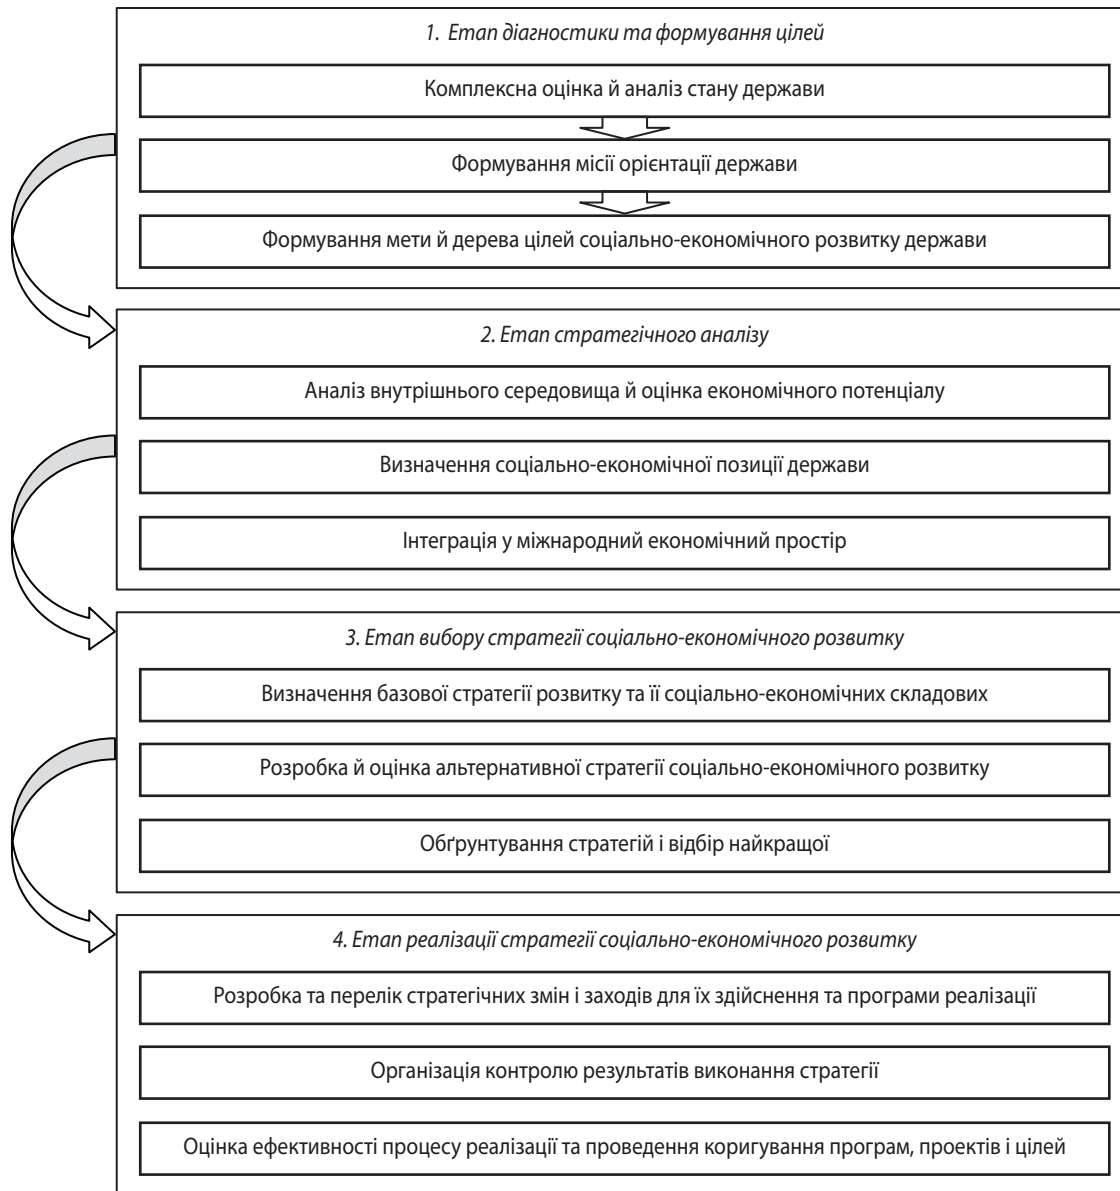 1. Етап діагностики та формування цілей
Комплексна оцінка й аналіз стану держави
Формування місії орієнтації держави
Формування мети й дерева цілей соціально-економічного розвитку держави
2. Етап стратегічного аналізу
Аналіз внутрішнього середовища й оцінка економічного потенціалу
Визначення соціально-економічної позиції держави
Інтеграція у міжнародний економічний простір
3. Етап вибору стратегії соціально-економічного розвитку
Визначення базової стратегії розвитку та її соціально-економічних складових
Розробка й оцінка альтернативної стратегії соціально-економічного розвитку
Обґрунтування стратегій і відбір найкращої
4. Етап реалізації стратегії соціально-економічного розвитку
Розробка та перелік стратегічних змін і заходів для їх здійснення та програми реалізації
Організація контролю результатів виконання стратегії
Оцінка ефективності процесу реалізації та проведення коригування програм, проектів і цілей